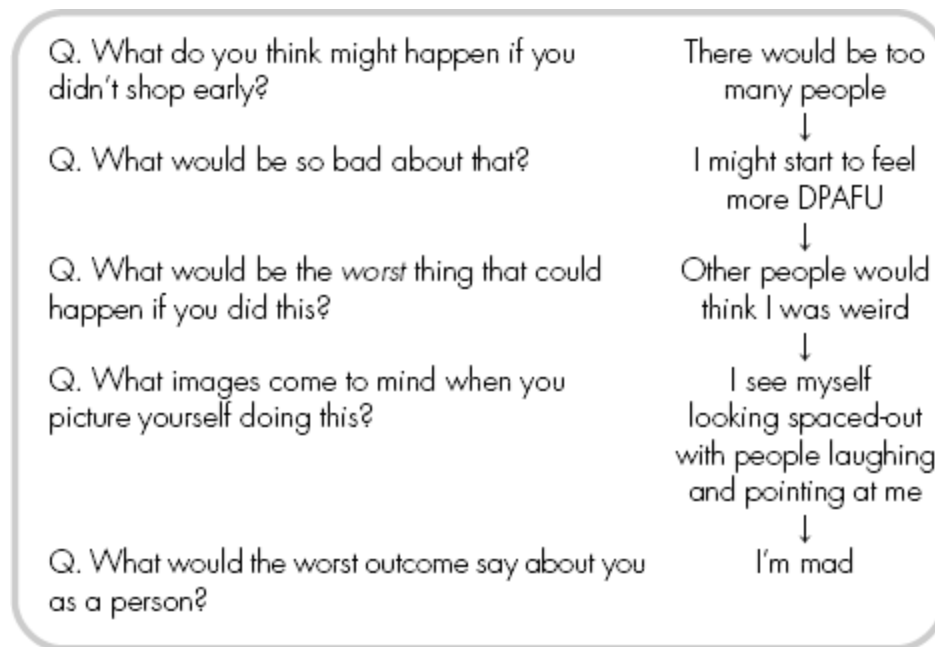 Q. What do you think might happen if you
didn't shop early?
There would be too
many people
↓
Q. What would be so bad about that?
I might start to feel
more DPAFU
↓
Q. What would be the worst thing that could
happen if you did this?
Other people would
think I was weird
↓
Q. What images come to mind when you
picture yourself doing this?
I see myself
looking spaced-out
with people laughing
and pointing at me
↓
Q. What would the worst outcome say about you
as a person?
I'm mad